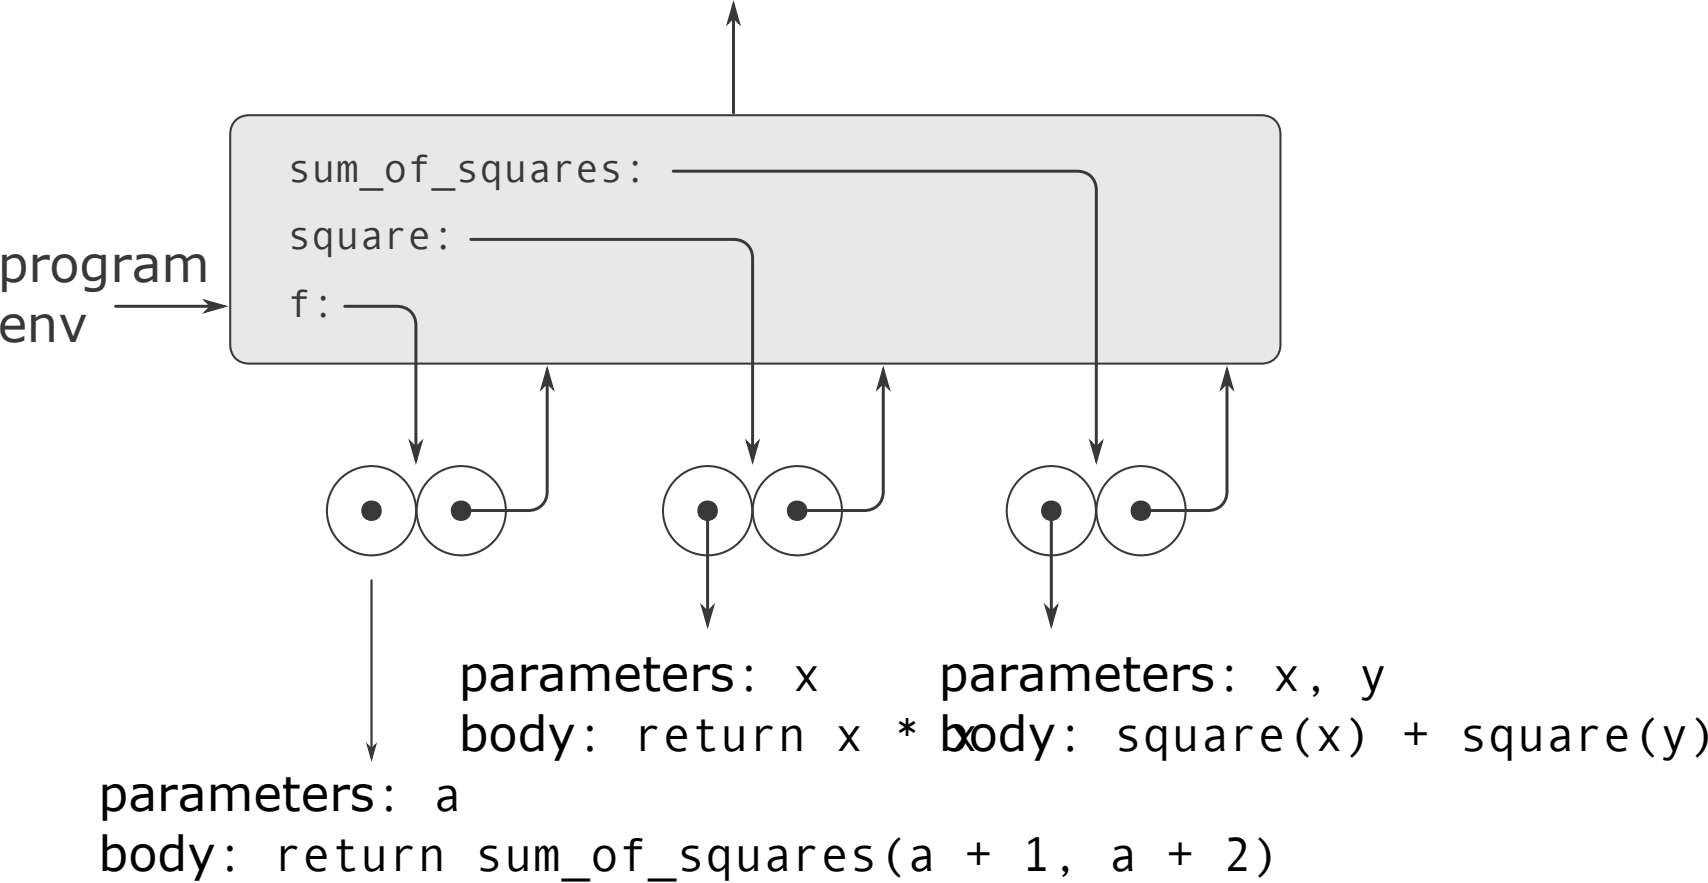 sum_of_squares:
square:
program
env
f:
parameters: x
body: return x * x
parameters: x, y
body: square(x) + square(y)
parameters: a
body: return sum_of_squares(a + 1, a + 2)